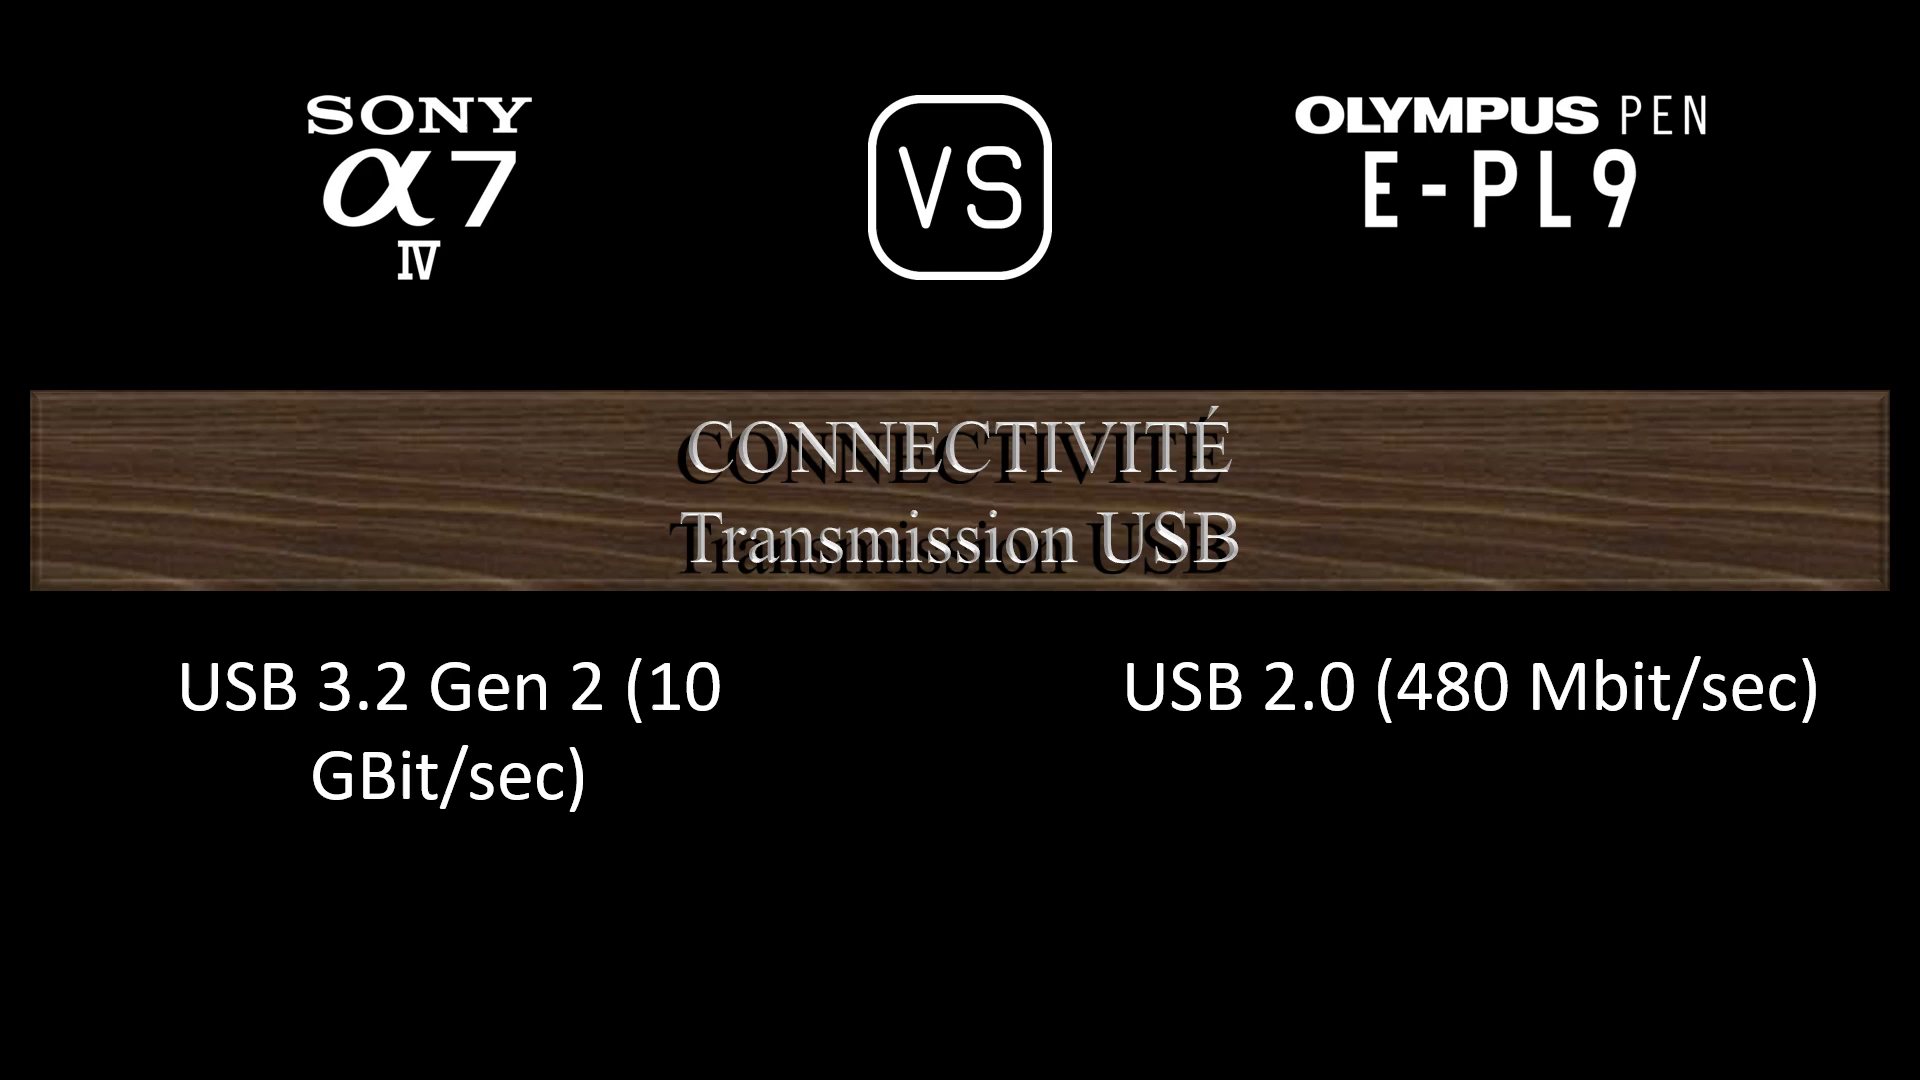 SONY
α7
IV
VS
OLYMPUS PEN
E-PL9
CONNECTIVITÉ
Transmission USB
USB 3.2 Gen 2 (10
GBit/sec)
USB 2.0 (480 Mbit/sec)